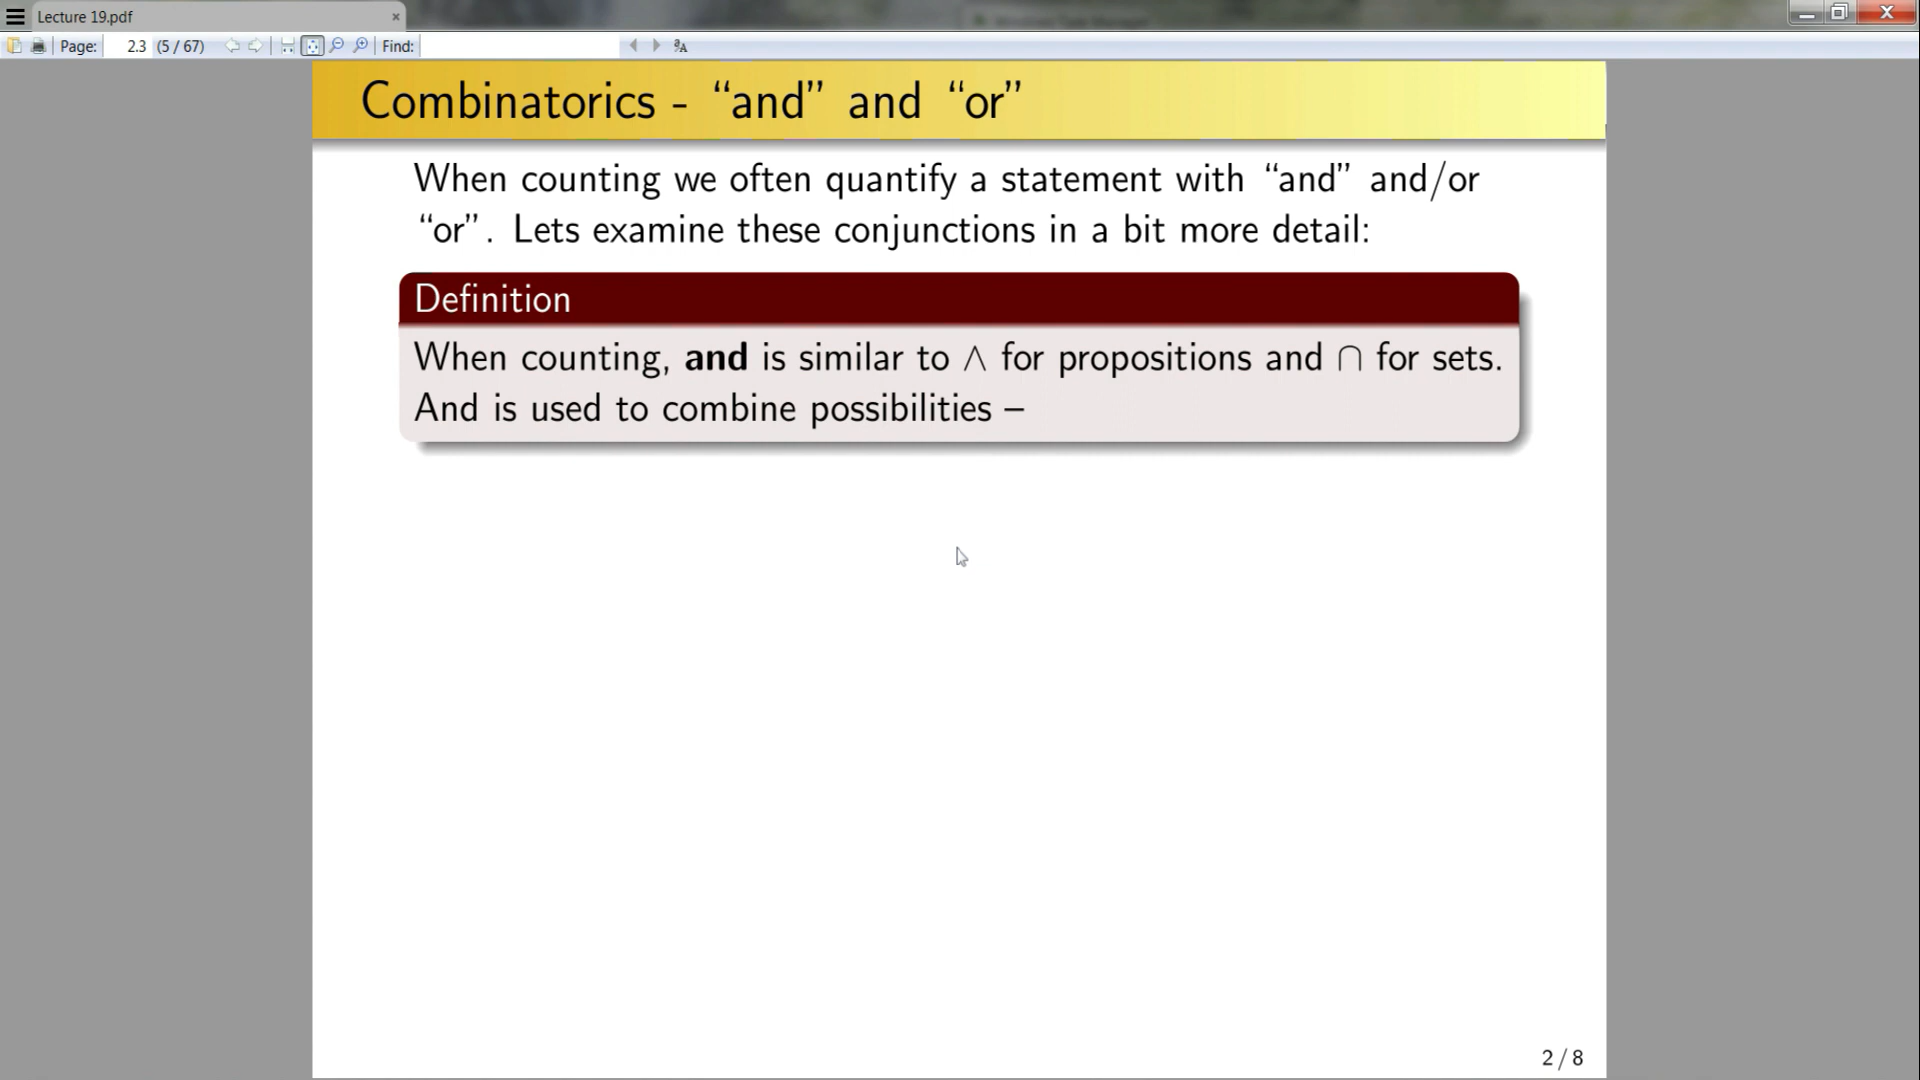 Lecture 19.pdf
Page: 2.3 (5 / 67) Find:
Combinatorics - “and” and “or”
When counting we often quantify a statement with “and” and/or
“or”. Lets examine these conjunctions in a bit more detail:
Definition
When counting, and is similar to ∧ for propositions and ∩ for sets.
And is used to combine possibilities –
2 / 8